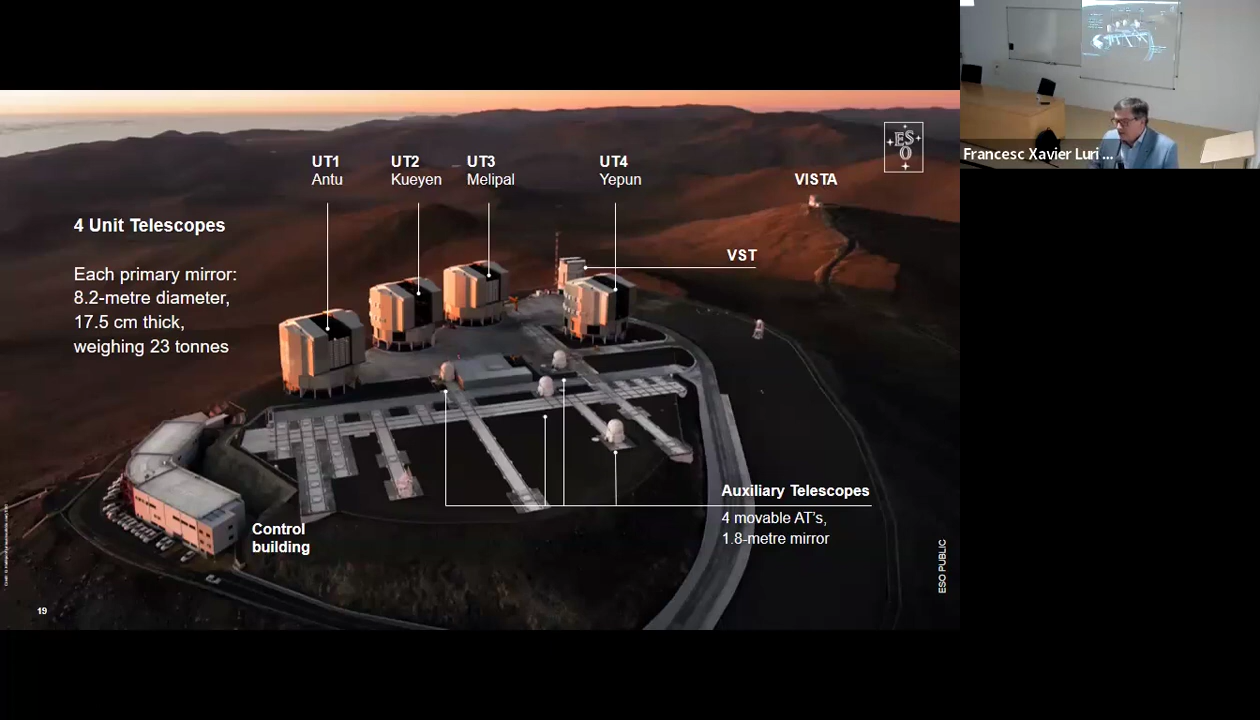 UT1
Antu
UT2
Kueyen
UT3
Melipal
UT4
Yepun
VISTA
ESO
Francesc Xavier Luri ...
4 Unit Telescopes
VST
Each primary mirror:
8.2-metre diameter,
17.5 cm thick,
weighing 23 tonnes
Auxiliary Telescopes
4 movable AT's,
1.8-metre mirror
Control
building
ESO PUBLIC
19